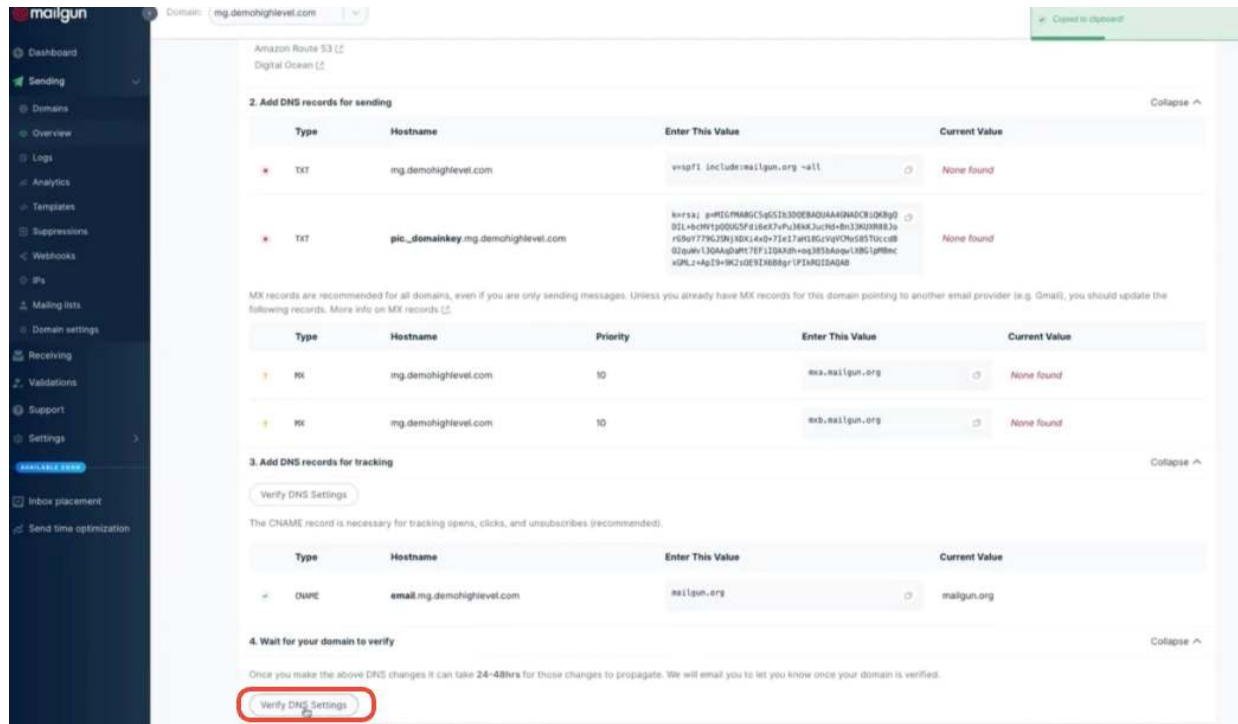 mailgun
Domain: mg.demohighlevel.com
Copied to clipboard!
Dashboard
Sending
Domains
Overview
Logs
Analytics
Templates
Suppressions
Webhooks
IPs
Mailing lists
Domain settings
Receiving
Validations
Support
Settings
AVAILABLE SOON
Inbox placement
Send time optimization
Amazon Route 53
Digital Ocean
2. Add DNS records for sending Collapse
Type Hostname Enter This Value Current Value
TXT mg.demohighlevel.com v=spf1 include:mailgun.org ~all None found
TXT pic._domainkey.mg.demohighlevel.com k=rsa; None found
MX records are recommended for all domains, even if you are only sending messages. Unless you already have MX records for this domain pointing to another email provider (e.g. Gmail), you should update the
following records. More info on MX records
Type Hostname Priority Enter This Value Current Value
MX mg.demohighlevel.com 10 mxa.mailgun.org None found
MX mg.demohighlevel.com 10 mxb.mailgun.org None found
3. Add DNS records for tracking Collapse
Verify DNS Settings
The CNAME record is necessary for tracking opens, clicks, and unsubscribes (recommended).
Type Hostname Enter This Value Current Value
CNAME email.mg.demohighlevel.com mailgun.org mailgun.org
4. Wait for your domain to verify Collapse
Once you make the above DNS changes it can take 24-48hrs for those changes to propagate. We will email you to let you know once your domain is verified.
Verify DNS Settings